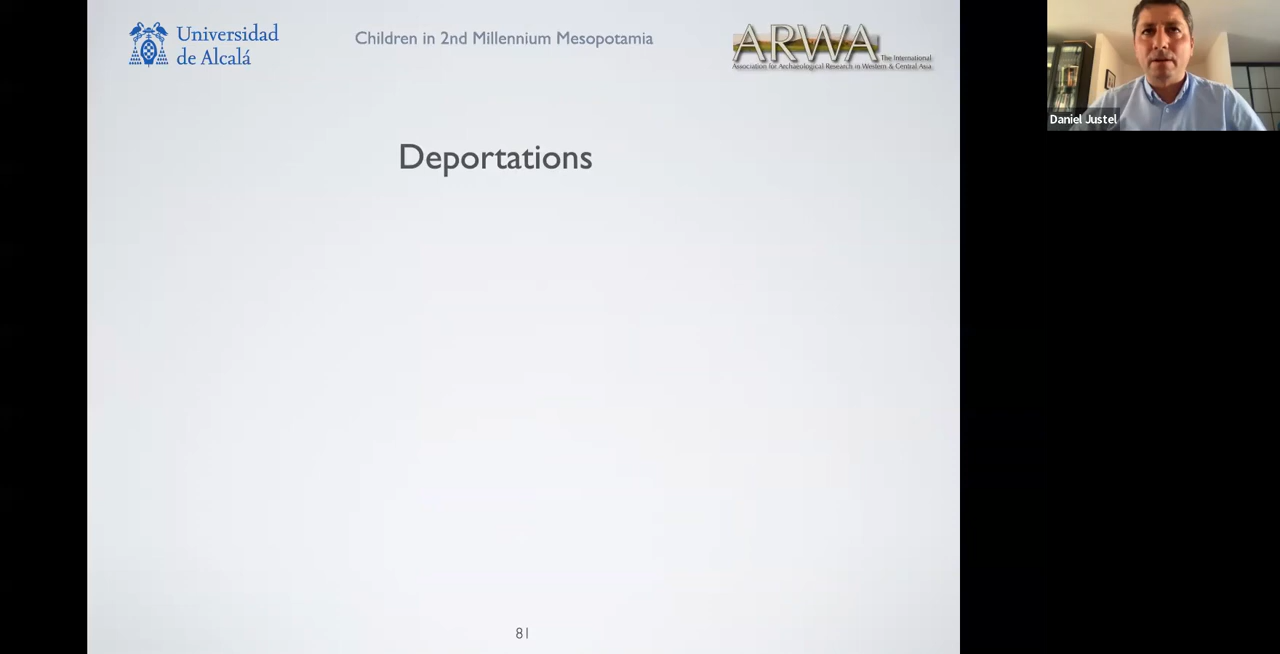 Universidad
de Alcalá
Children in 2nd Millennium Mesopotamia
ARWA
The International
Association for Archaeological Research in Western & Central Asia
Daniel Justel
Deportations
81